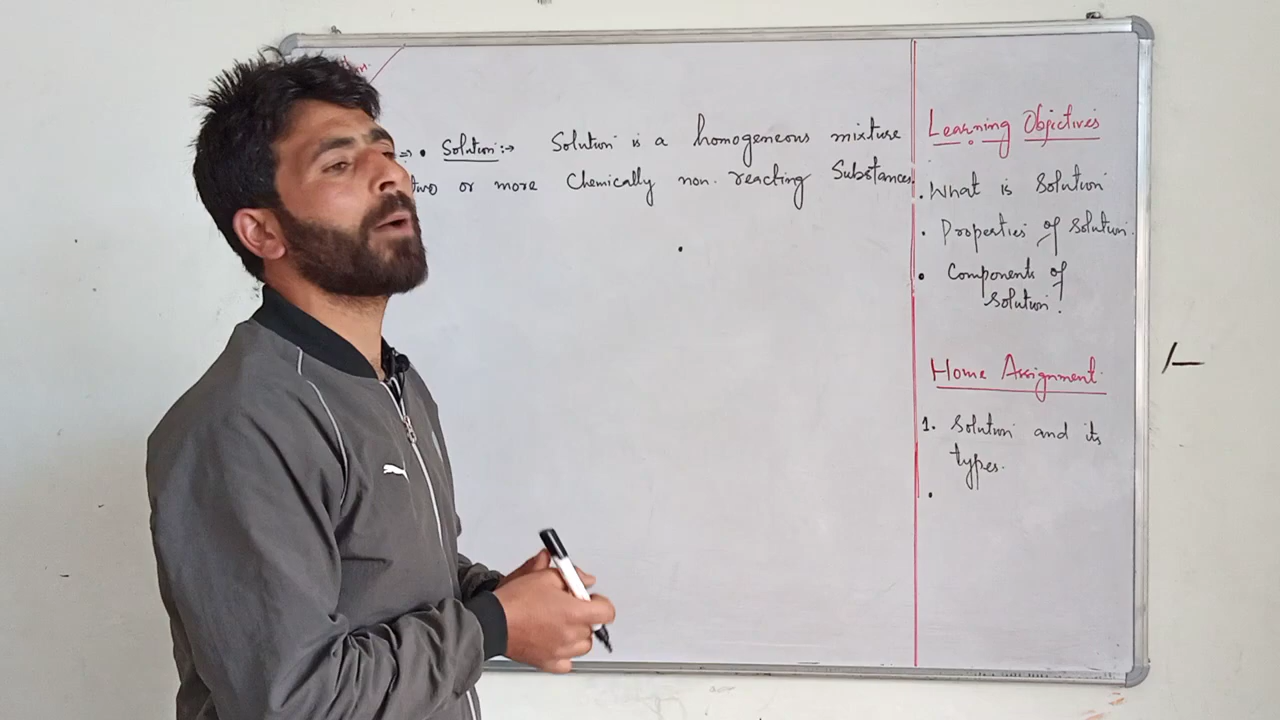 ⇒ • Solution:→ Solution is a homogeneous mixture
two or more Chemically non. reacting Substances.
Learning Objectives
. What is Solution
. Properties of Solution.
• Components of
Solution.
Home Assignment.
1. Solution and its
types.
•